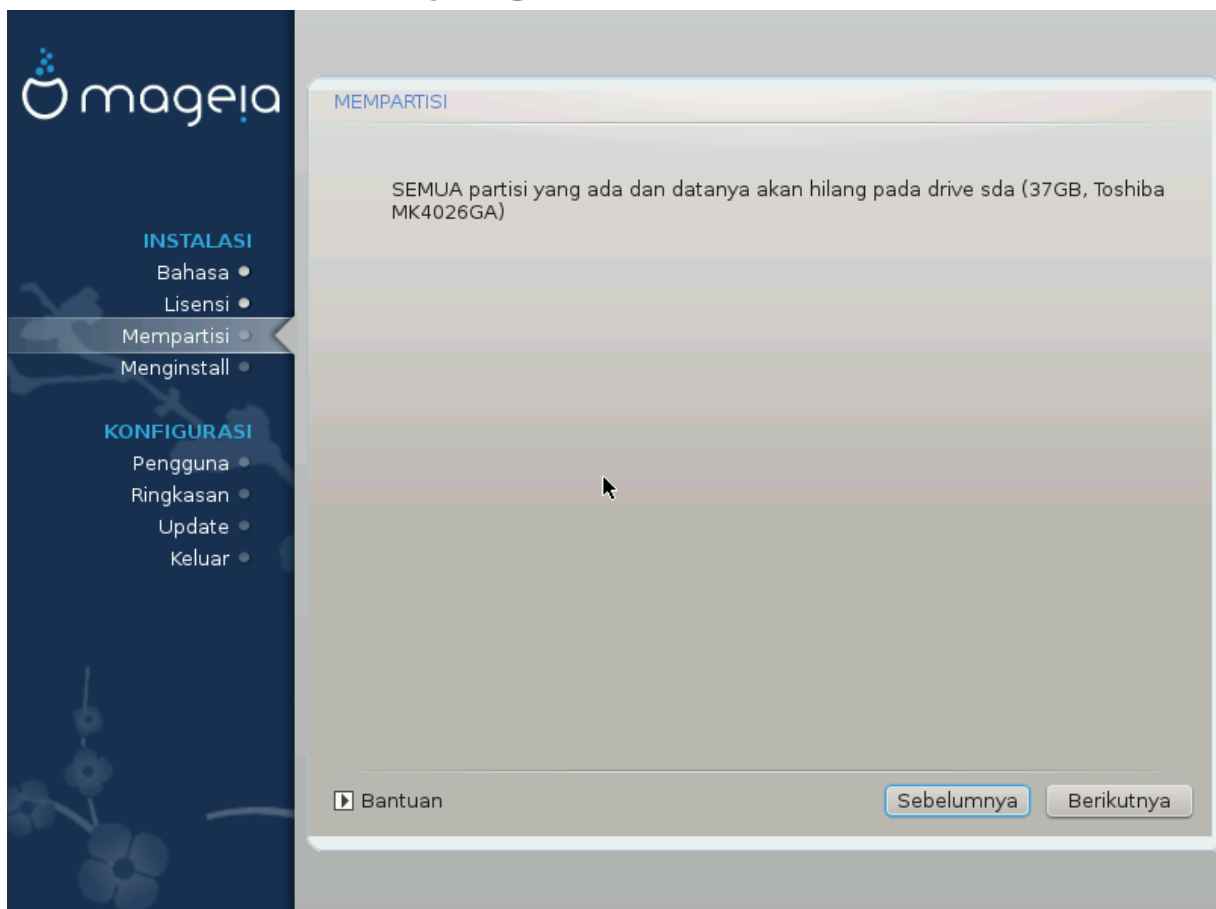 mageia
MEMPARTISI
SEMUA partisi yang ada dan datanya akan hilang pada drive sda (37GB, Toshiba
MK4026GA)
INSTALASI
Bahasa
Lisensi
Mempartisi
Menginstall
KONFIGURASI
Pengguna
Ringkasan
Update
Keluar
Bantuan
Sebelumnya
Berikutnya